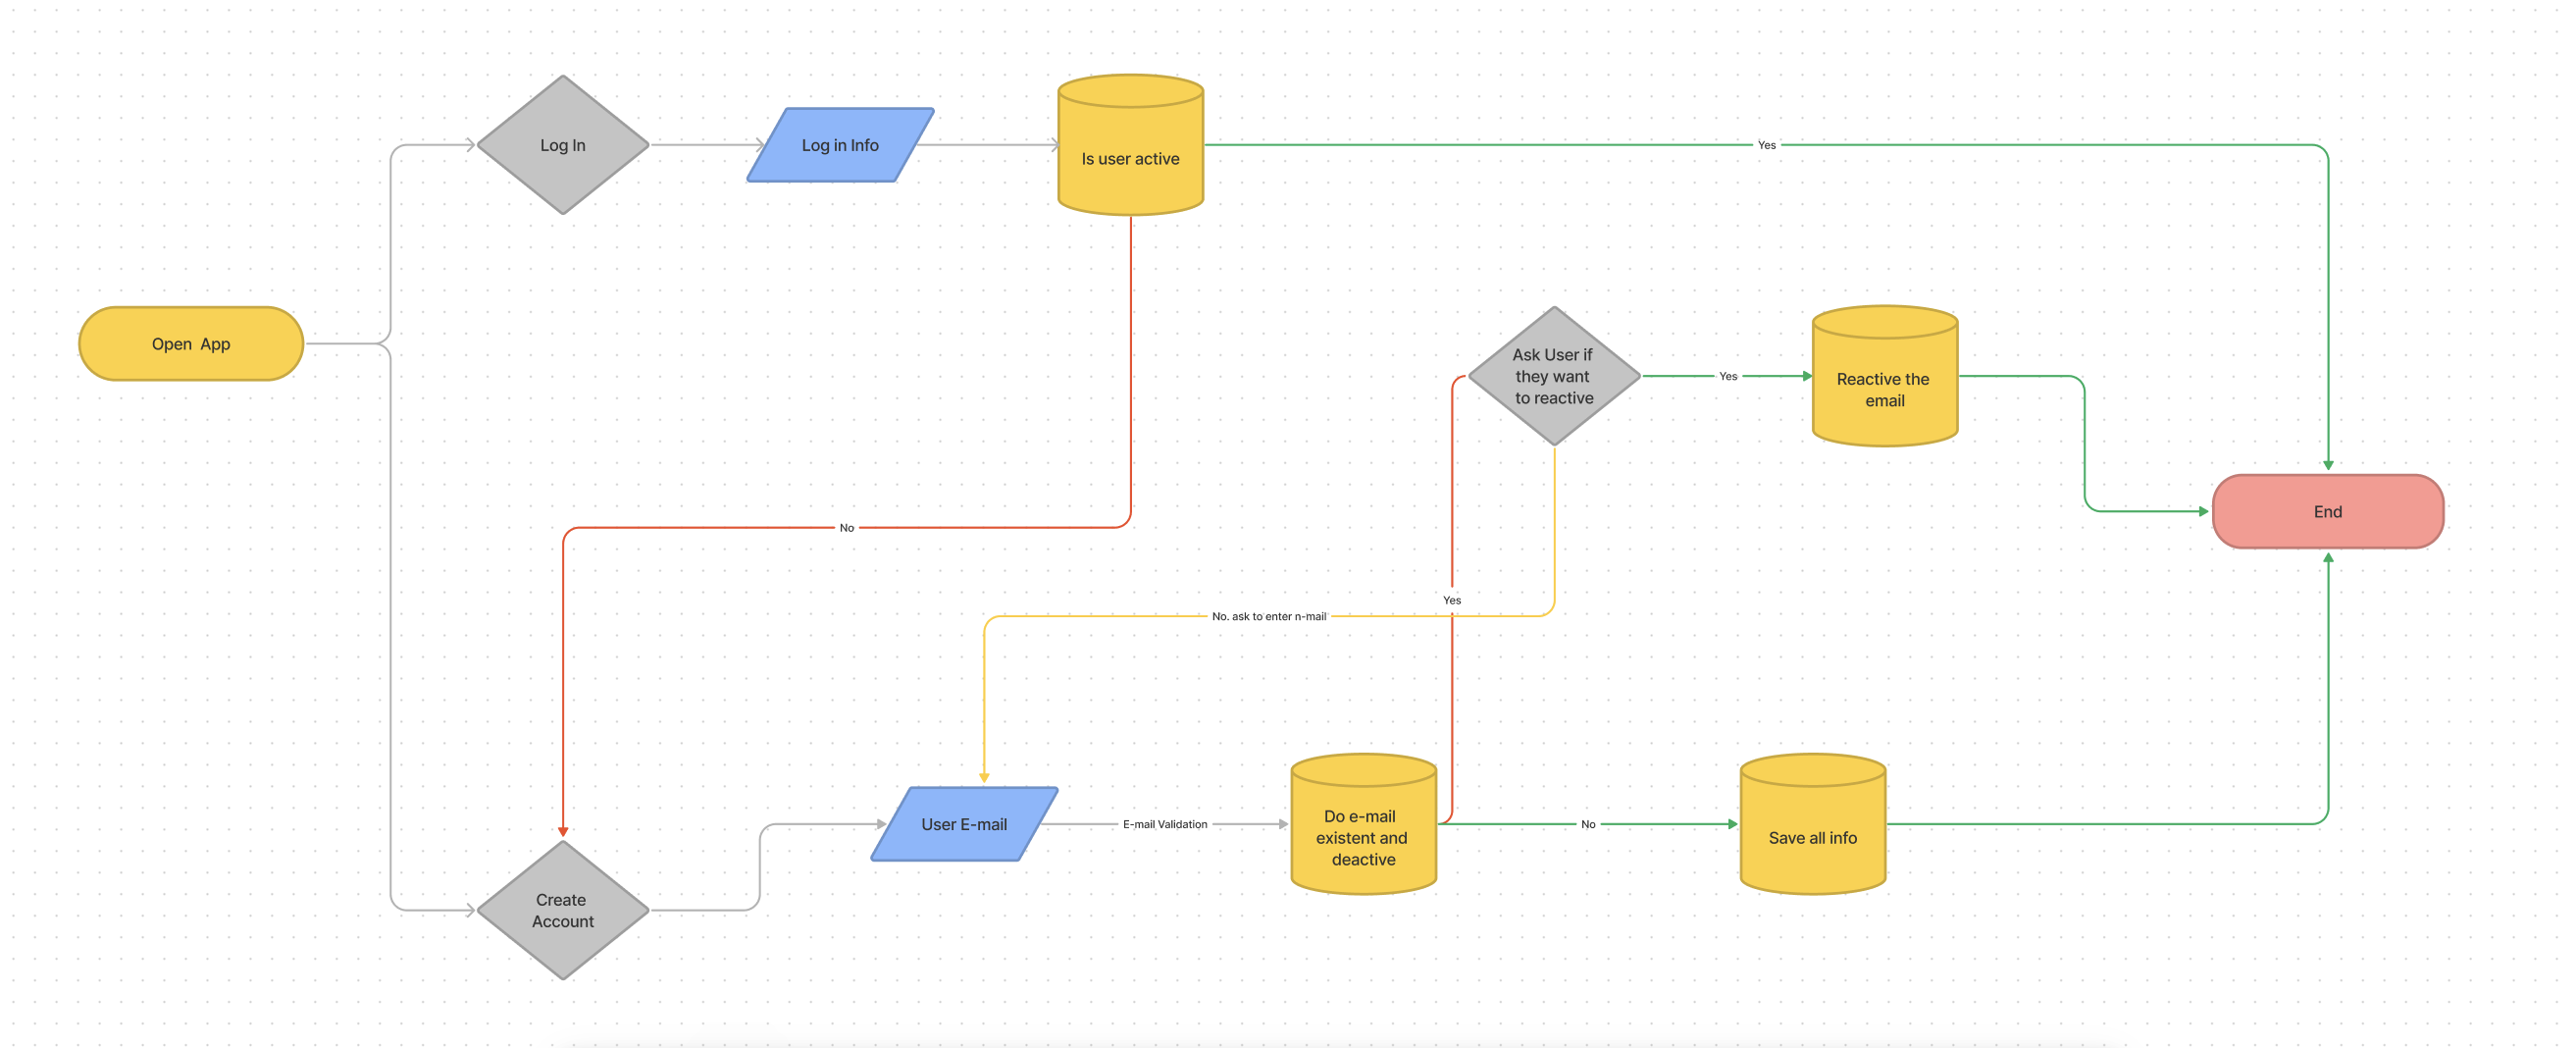 Log In
Log in Info
Is user active
Yes
Open  App
Ask User if
they want
to reactive
Yes
Reactive the
email
End
No
Yes
No. ask to enter n-mail
User E-mail
E-mail Validation
Do e-mail
existent and
deactive
No
Save all info
Create
Account